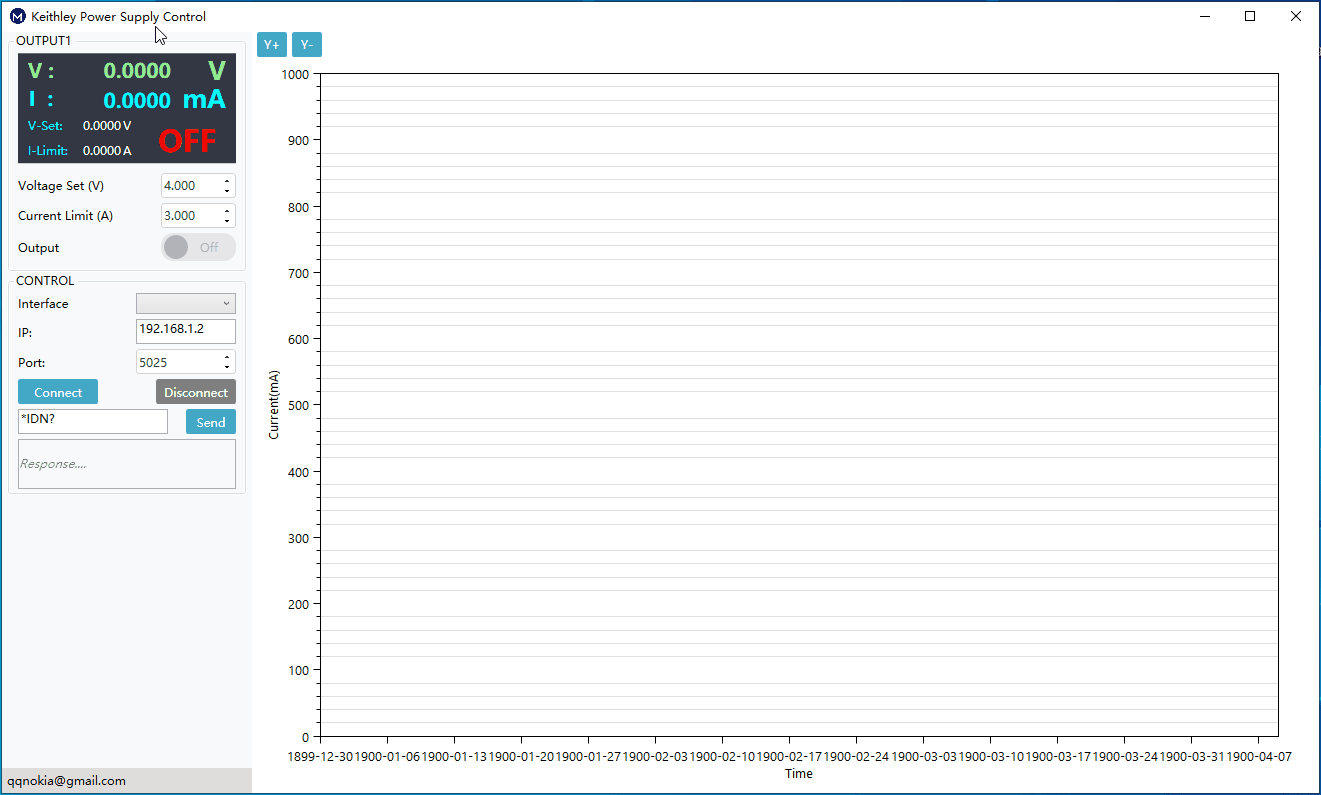 Keithley Power Supply Control
OUTPUT1
V : 0.0000 V
I : 0.0000 mA
V-Set: 0.0000 V
I-Limit: 0.0000 A
OFF
Voltage Set (V) 4.000
Current Limit (A) 3.000
Output Off
CONTROL
Interface
IP: 192.168.1.2
Port: 5025
Connect Disconnect
*IDN? Send
Response....
qqnokia@gmail.com
Y+ Y-
1000
900
800
700
600
500
400
300
200
100
0
Current(mA)
1899-12-30 1900-01-06 1900-01-13 1900-01-20 1900-01-27 1900-02-03 1900-02-10 1900-02-17 1900-02-24 1900-03-03 1900-03-10 1900-03-17 1900-03-24 1900-03-31 1900-04-07
Time